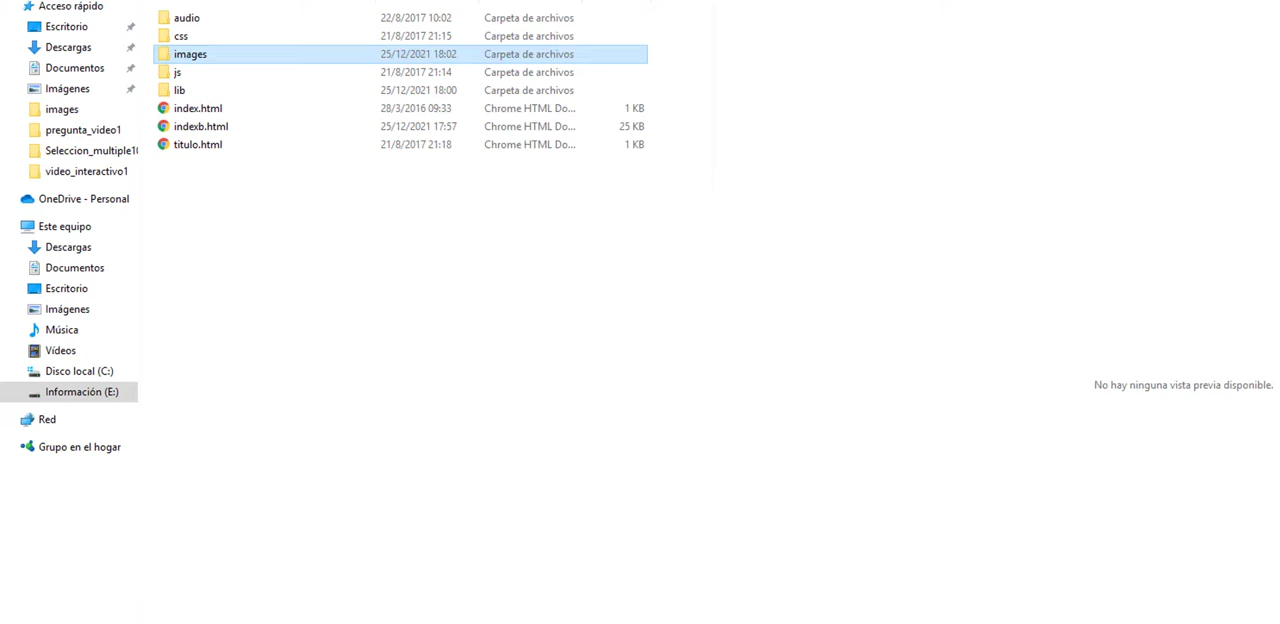 Acceso rápido
Escritorio
Descargas
Documentos
Imágenes
images
pregunta_video1
Seleccion_multiple10
video_interactivo1
OneDrive - Personal
Este equipo
Descargas
Documentos
Escritorio
Imágenes
Música
Vídeos
Disco local (C:)
Información (E:)
Red
Grupo en el hogar
audio 22/8/2017 10:02 Carpeta de archivos
css 21/8/2017 21:15 Carpeta de archivos
images 25/12/2021 18:02 Carpeta de archivos
js 21/8/2017 21:14 Carpeta de archivos
lib 25/12/2021 18:00 Carpeta de archivos
index.html 28/3/2016 09:33 Chrome HTML Do... 1 KB
indexb.html 25/12/2021 17:57 Chrome HTML Do... 25 KB
titulo.html 21/8/2017 21:18 Chrome HTML Do... 1 KB
No hay ninguna vista previa disponible.